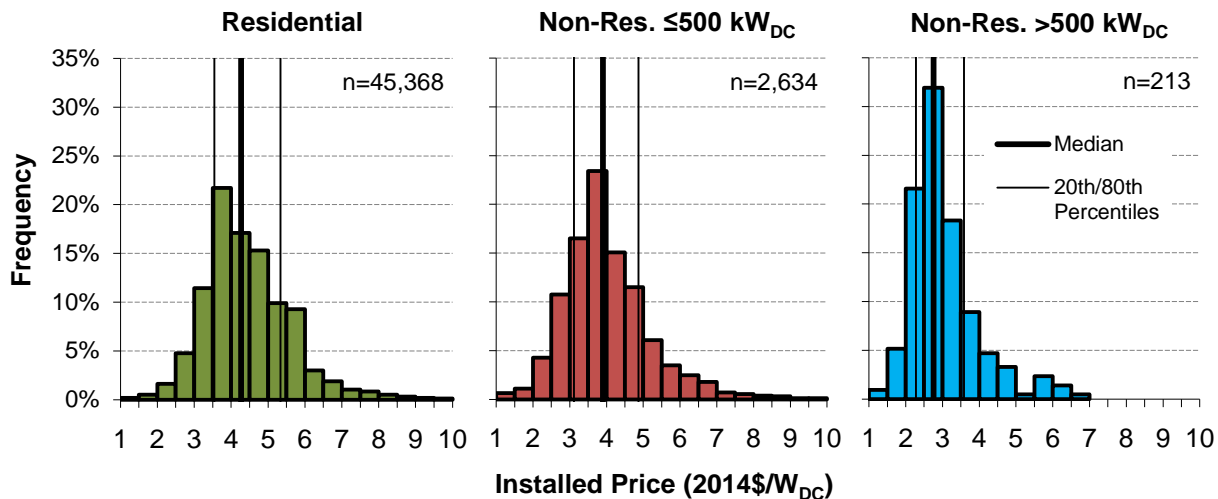 Residential
Non-Res. ≤500 kWDC
Non-Res. >500 kWDC
Frequency
35%
30%
25%
20%
15%
10%
5%
0%
n=45,368
n=2,634
n=213
Median
20th/80th
Percentiles
1 2 3 4 5 6 7 8 9 10
1 2 3 4 5 6 7 8 9 10
1 2 3 4 5 6 7 8 9 10
Installed Price (2014$/WDC)